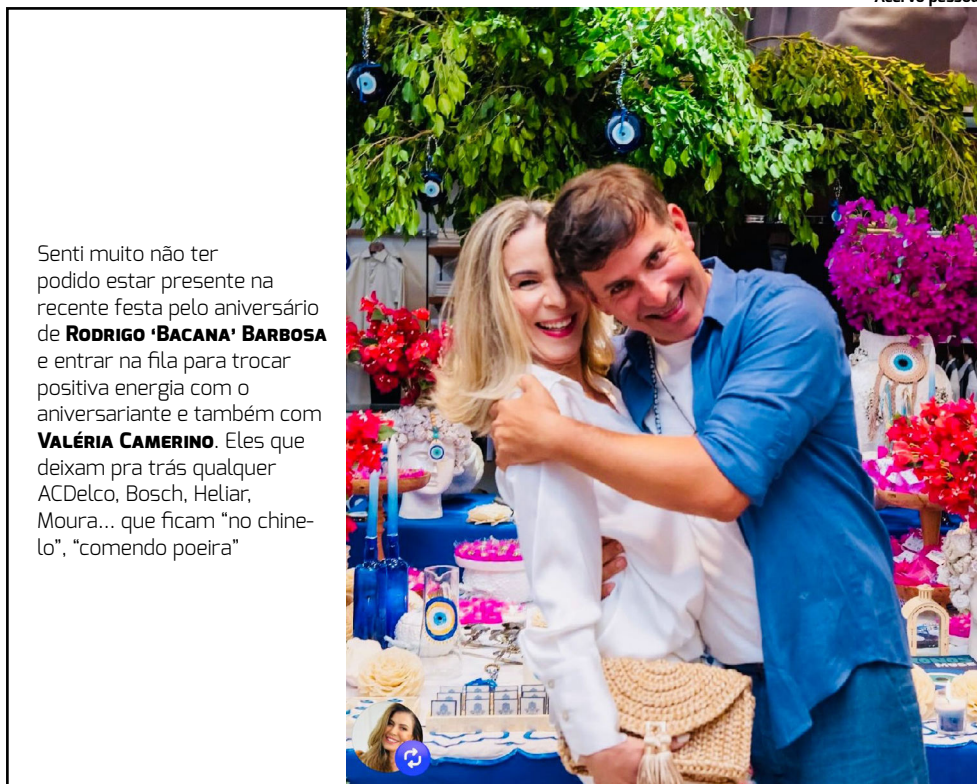 Acervo pessoal
Senti muito não ter
podido estar presente na
recente festa pelo aniversário
de RODRIGO ‘BACANA’ BARBOSA
e entrar na fila para trocar
positiva energia com o
aniversariante e também com
VALÉRIA CAMERINO. Eles que
deixam pra trás qualquer
ACDelco, Bosch, Heliar,
Moura... que ficam “no chine-
lo”, “comendo poeira”